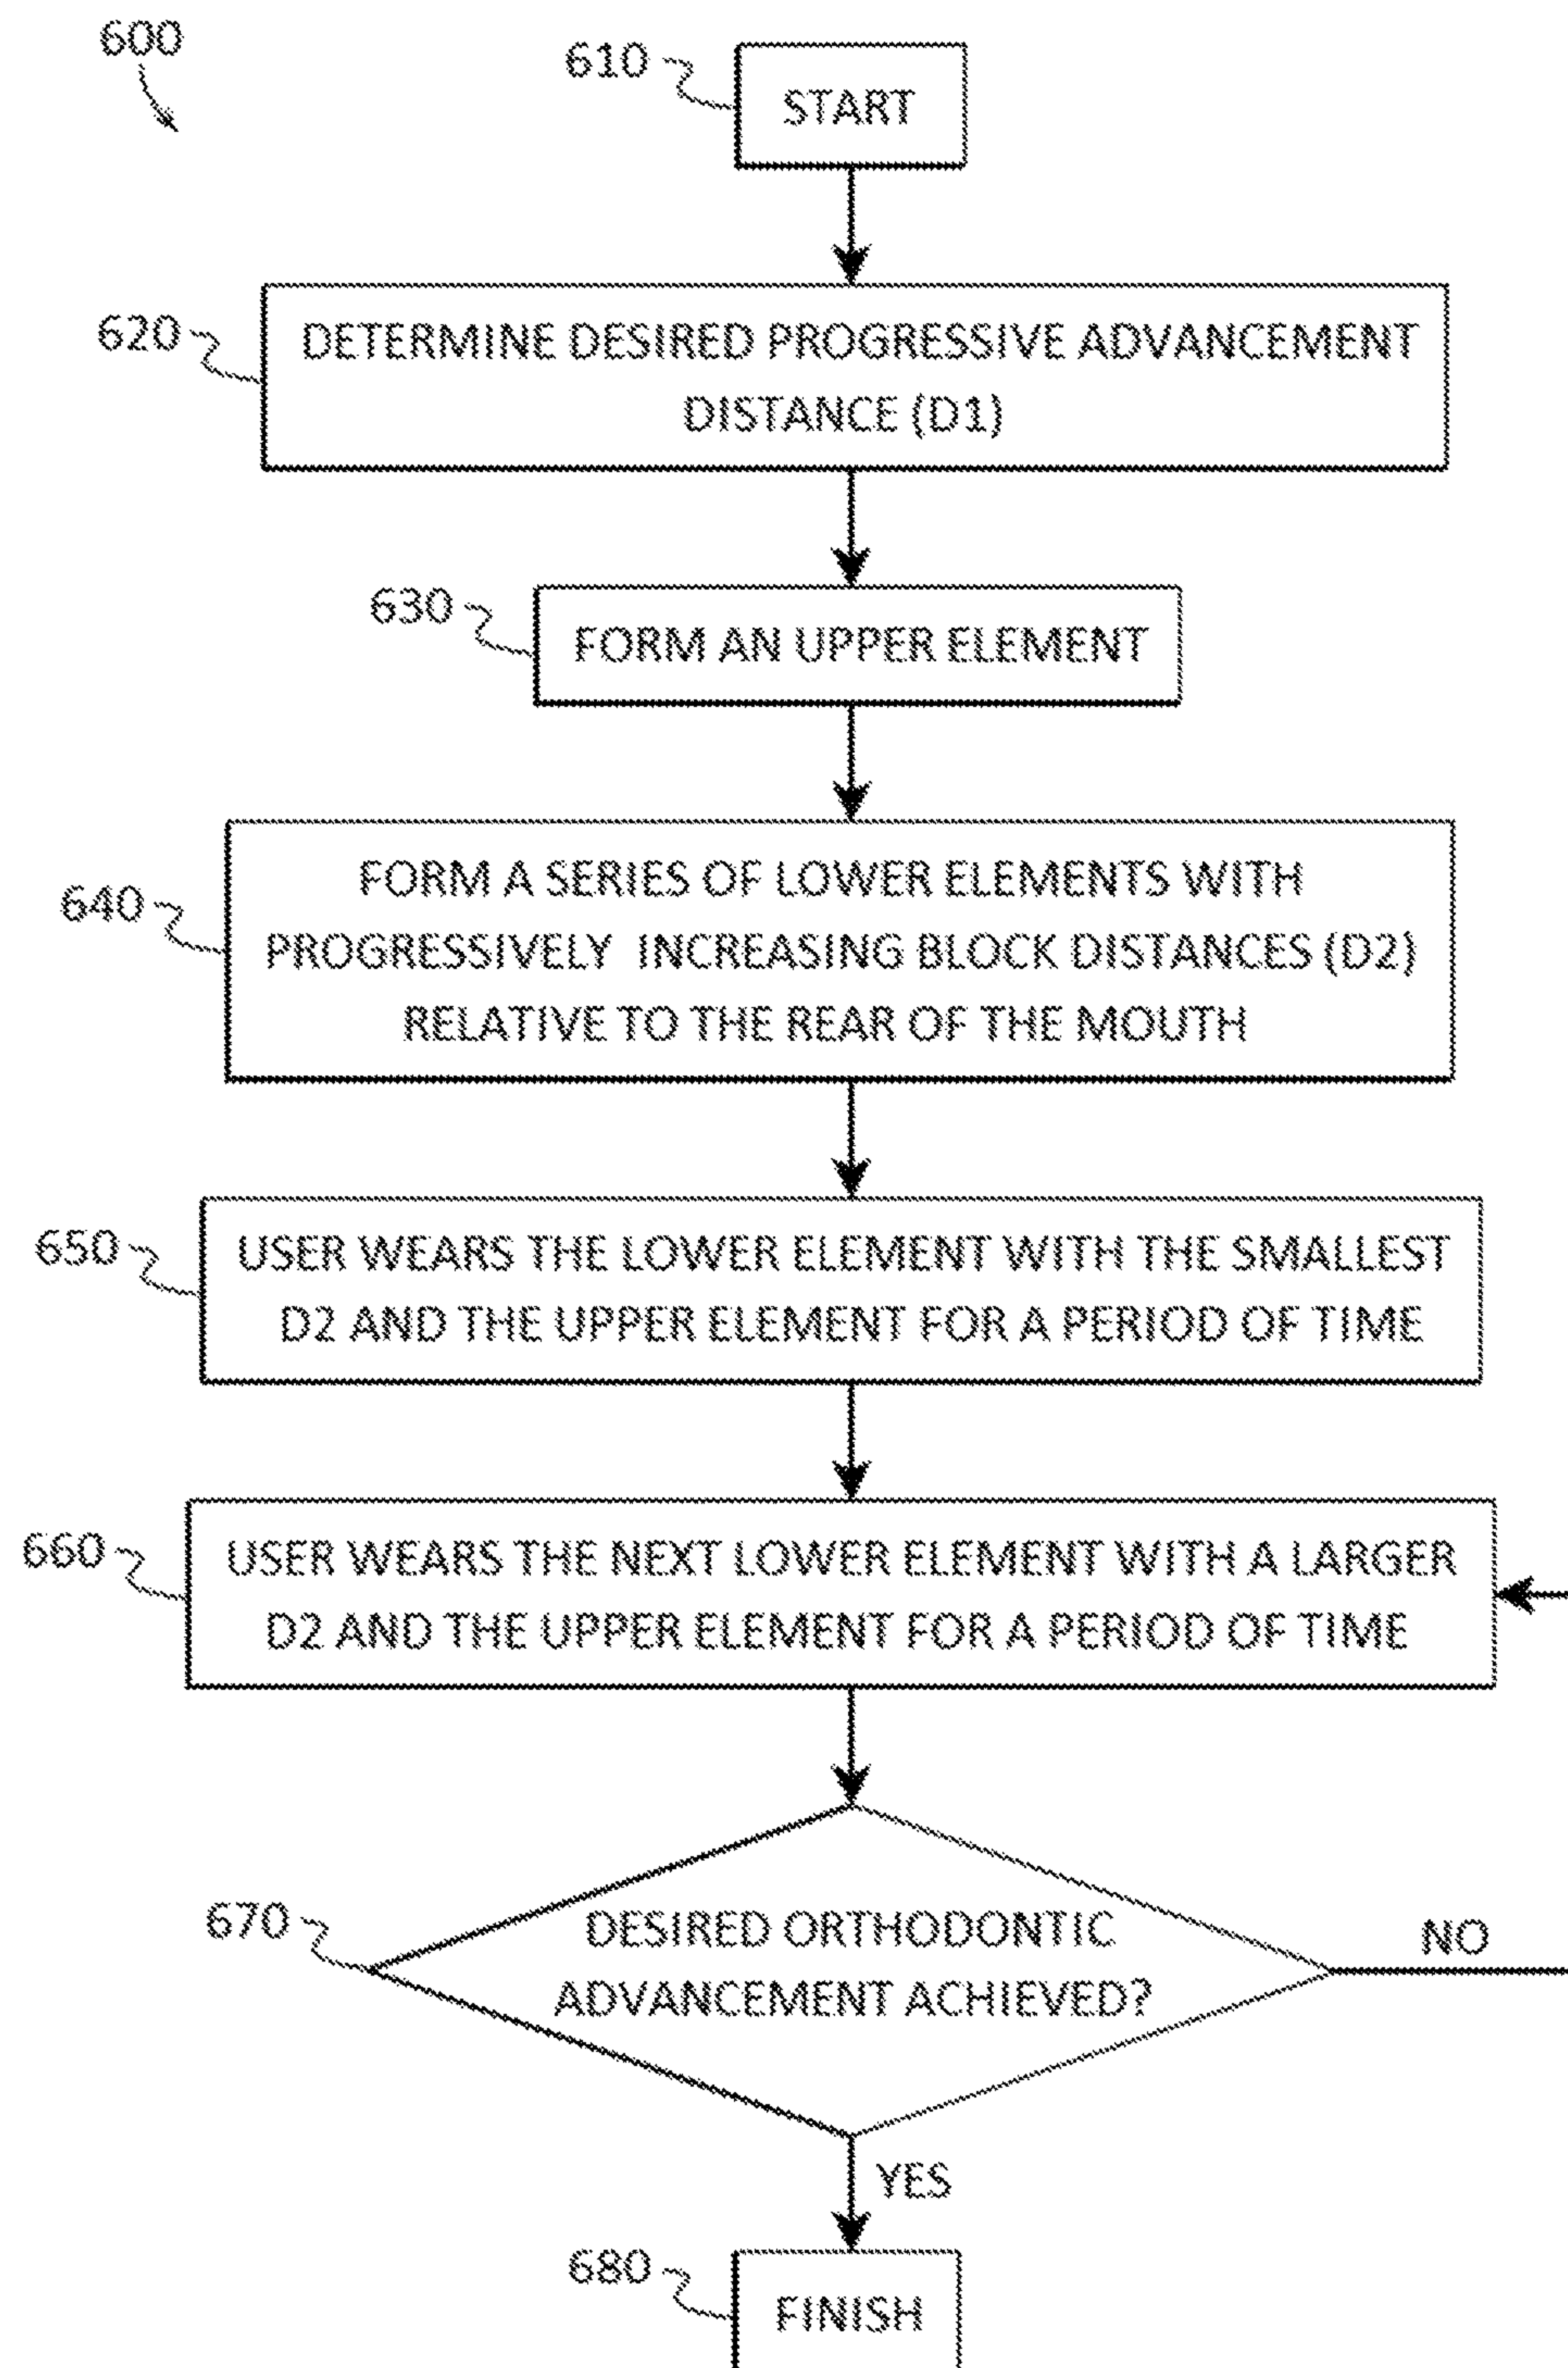 600
610
START
620
DETERMINE DESIRED PROGRESSIVE ADVANCEMENT
DISTANCE (D1)
630
FORM AN UPPER ELEMENT
640
FORM A SERIES OF LOWER ELEMENTS WITH
PROGRESSIVELY INCREASING BLOCK DISTANCES (D2)
RELATIVE TO THE REAR OF THE MOUTH
650
USER WEARS THE LOWER ELEMENT WITH THE SMALLEST
D2 AND THE UPPER ELEMENT FOR A PERIOD OF TIME
660
USER WEARS THE NEXT LOWER ELEMENT WITH A LARGER
D2 AND THE UPPER ELEMENT FOR A PERIOD OF TIME
670
DESIRED ORTHODONTIC
ADVANCEMENT ACHIEVED?
NO
YES
680
FINISH